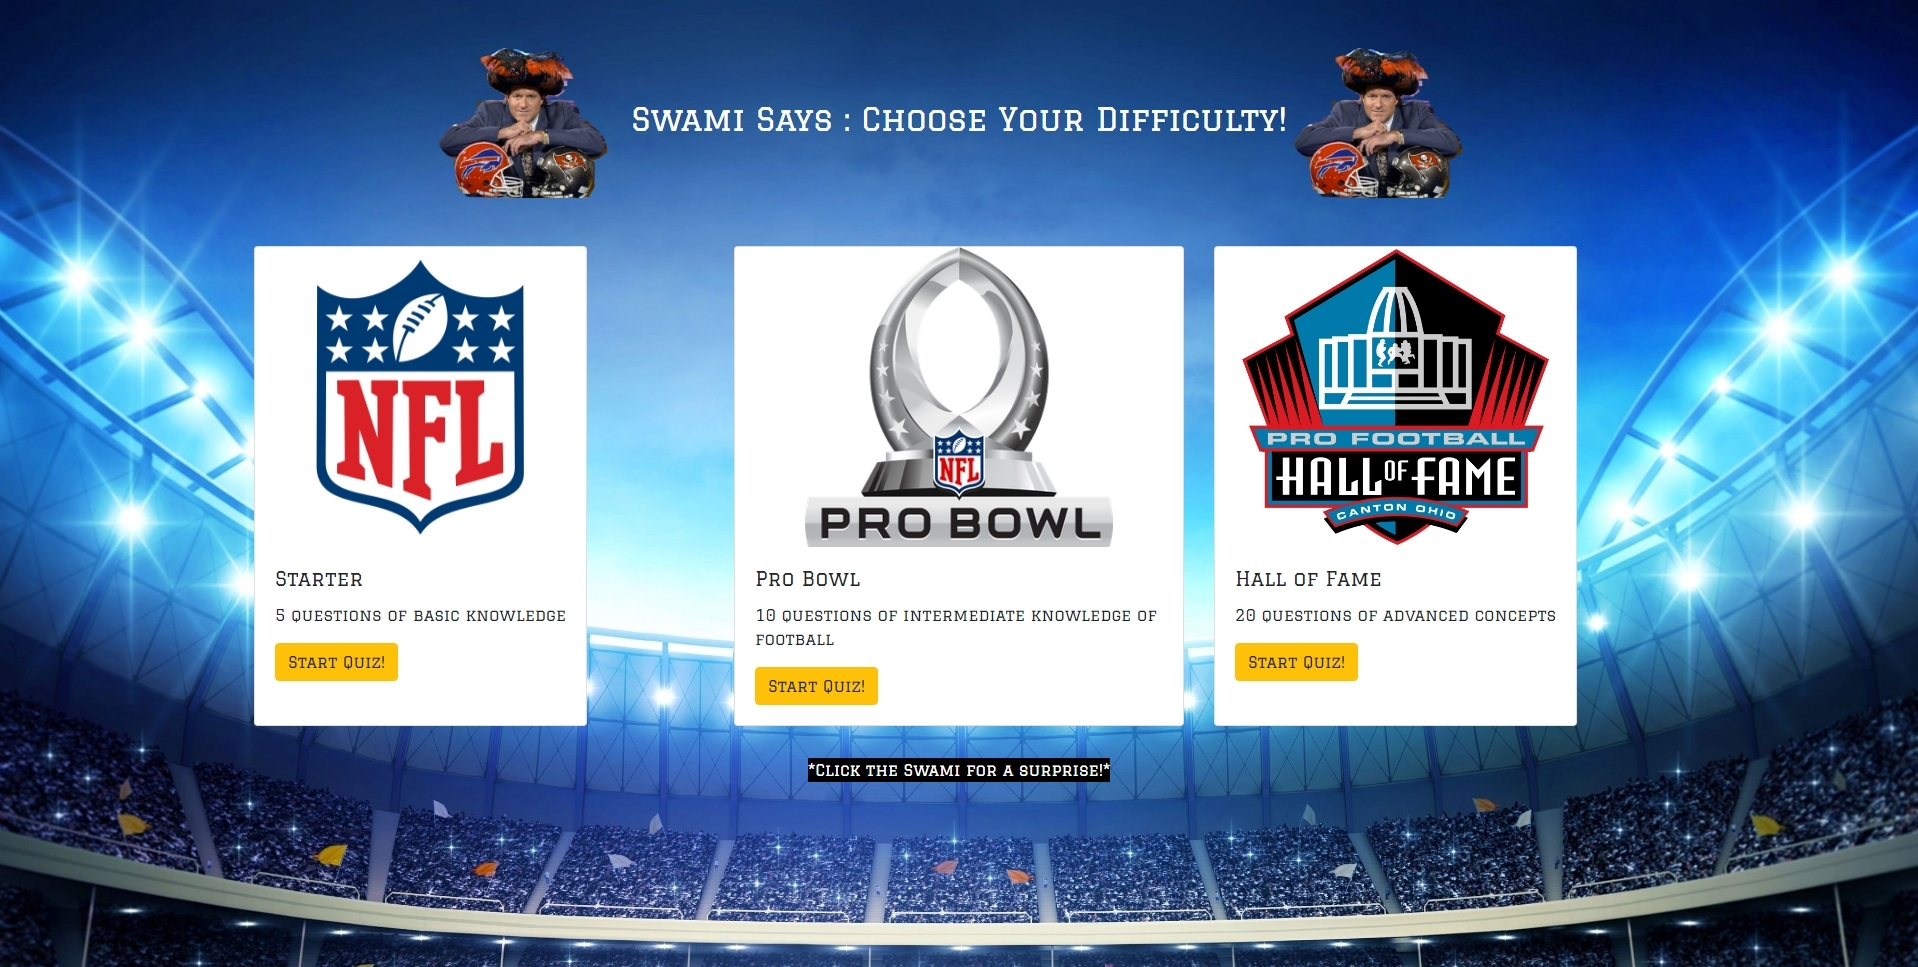 Swami Says : Choose Your Difficulty!
NFL
NFL
PRO BOWL
PRO FOOTBALL
HALL OF FAME
CANTON OHIO
Starter
5 questions of basic knowledge
Start Quiz!
Pro Bowl
10 questions of intermediate knowledge of
football
Start Quiz!
Hall of Fame
20 questions of advanced concepts
Start Quiz!
*Click the Swami for a surprise!*